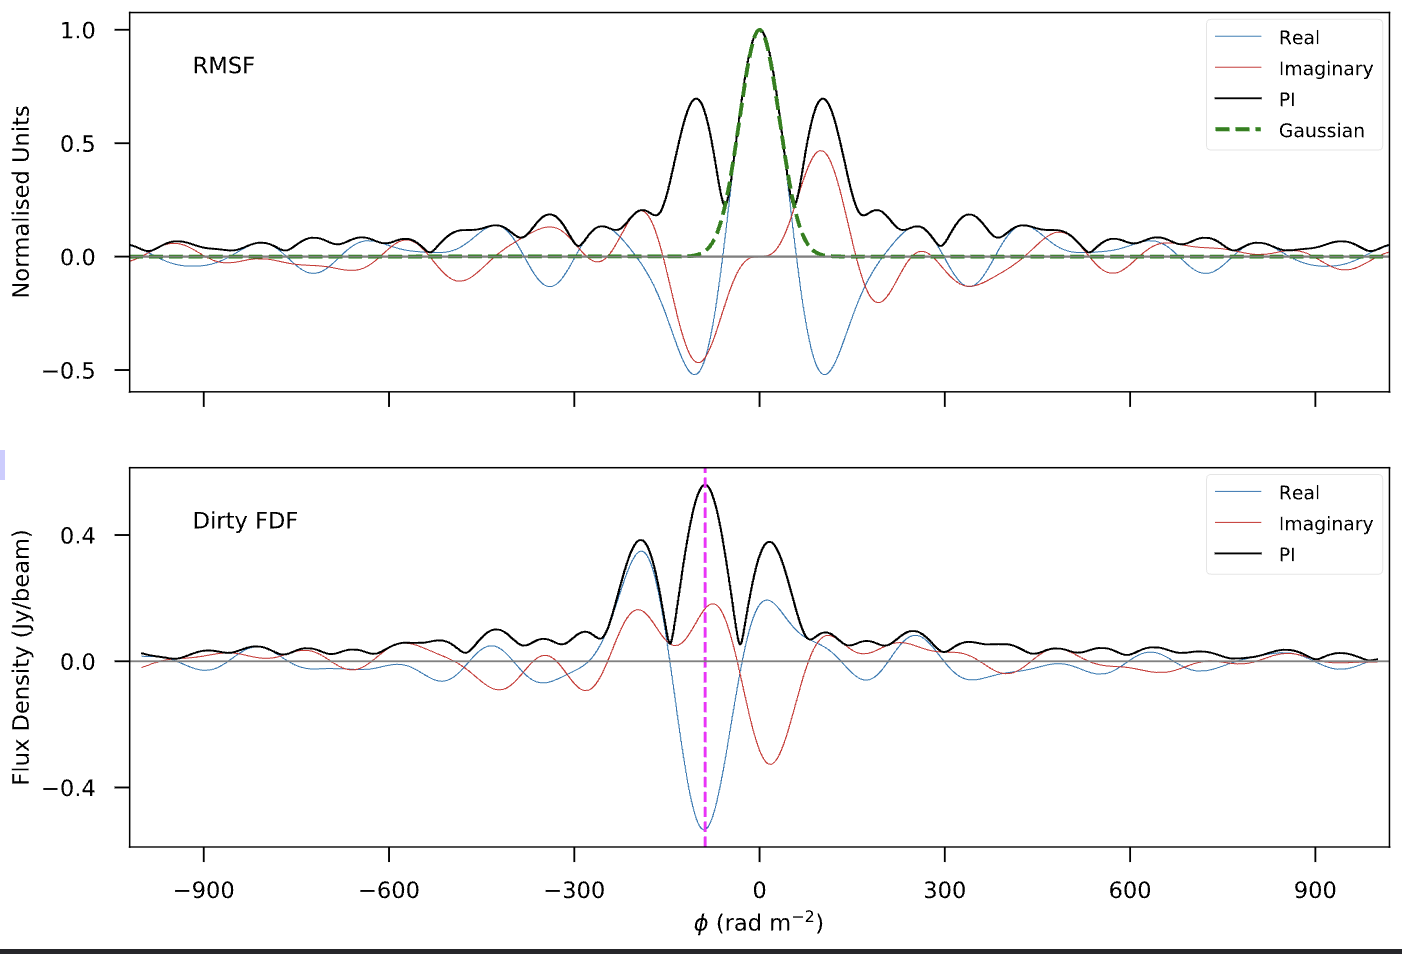 RMSF
Normalised Units
1.0
0.5
0.0
−0.5
Real
Imaginary
PI
Gaussian
Dirty FDF
Flux Density (Jy/beam)
0.4
0.0
−0.4
Real
Imaginary
PI
−900 −600 −300 0 300 600 900
ϕ (rad m⁻²)